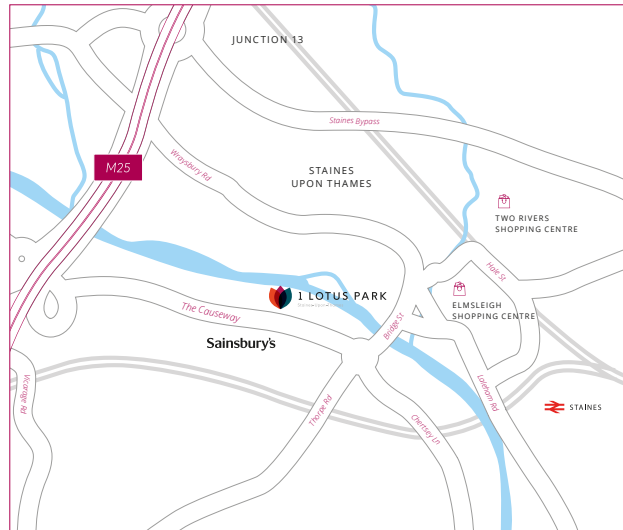 JUNCTION 13
Staines Bypass
M25
Wraysbury Rd
STAINES
UPON THAMES
TWO RIVERS
SHOPPING CENTRE
Hale St
1 LOTUS PARK
ELMSLEIGH
SHOPPING CENTRE
The Causeway
Bridge St
Sainsbury's
Vicarage Rd
Laleham Rd
Thorpe Rd
Chertsey Ln
STAINES